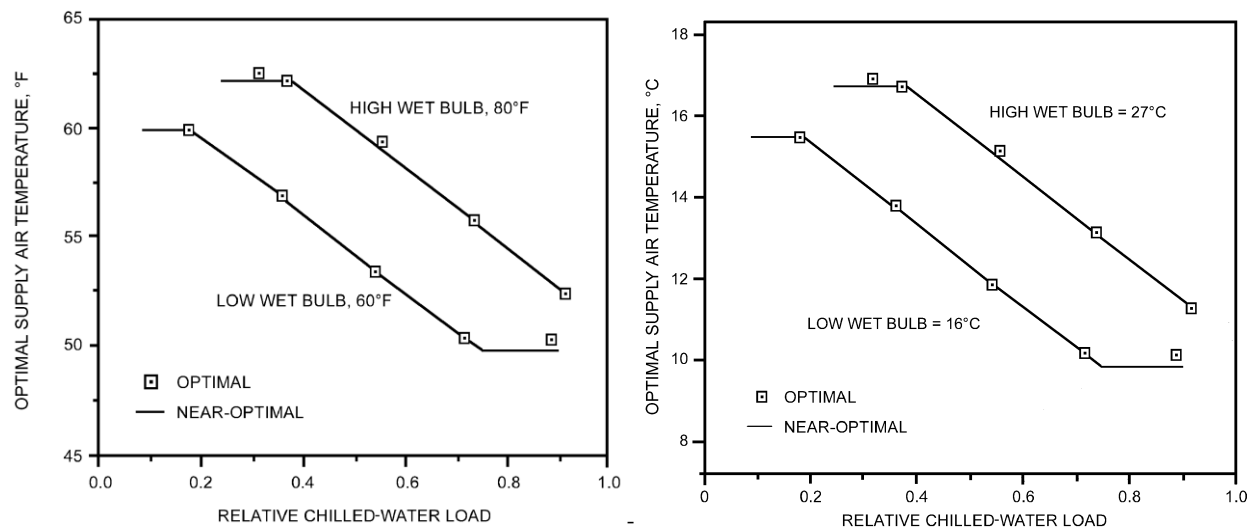 65
60
55
50
45
OPTIMAL SUPPLY AIR TEMPERATURE, °F
HIGH WET BULB, 80°F
LOW WET BULB, 60°F
OPTIMAL
NEAR-OPTIMAL
0.0 0.2 0.4 0.6 0.8 1.0
RELATIVE CHILLED-WATER LOAD
18
16
14
12
10
8
OPTIMAL SUPPLY AIR TEMPERATURE, °C
HIGH WET BULB = 27°C
LOW WET BULB = 16°C
OPTIMAL
NEAR-OPTIMAL
0 0.2 0.4 0.6 0.8 1.0
RELATIVE CHILLED-WATER LOAD